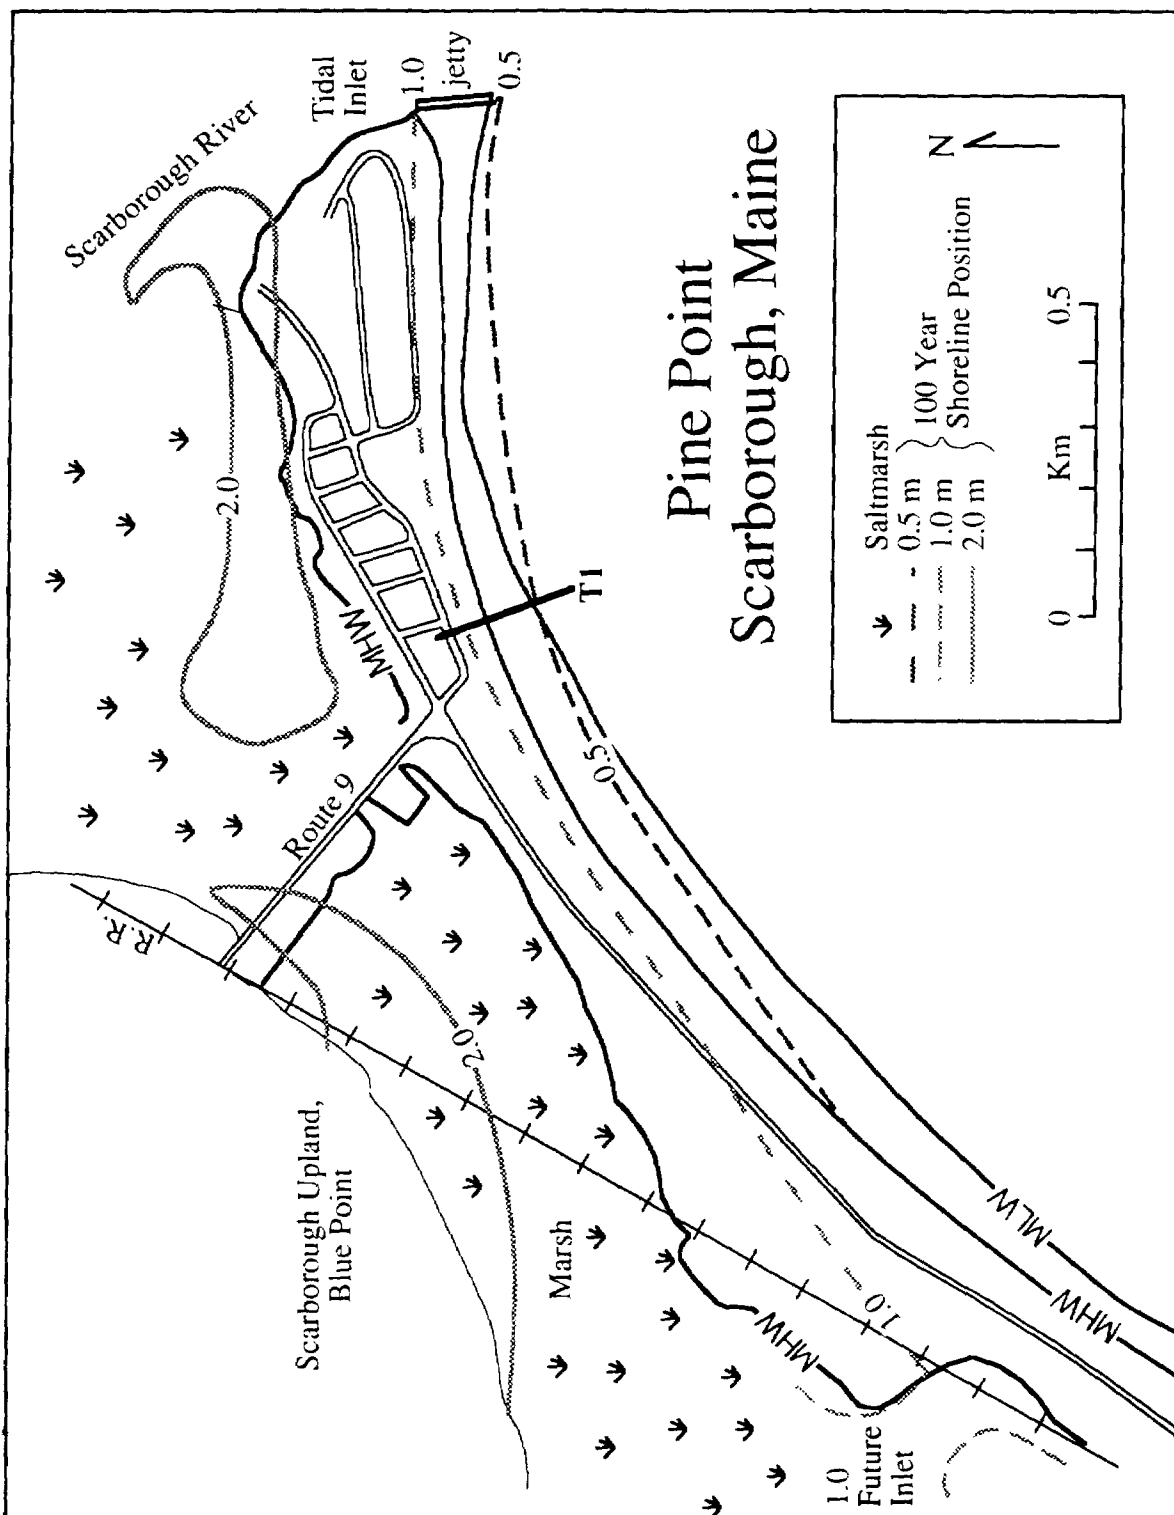 Scarborough River
Tidal
Inlet
1.0
jetty
0.5
2.0
MHW
T1
Route 9
R.R.
0.5
2.0
Scarborough Upland,
Blue Point
Marsh
MHW
1.0
MLW
MHW
1.0
Future
Inlet
Pine Point
Scarborough, Maine
Saltmarsh
0.5 m
1.0 m
2.0 m
100 Year
Shoreline Position
N
0
Km
0.5